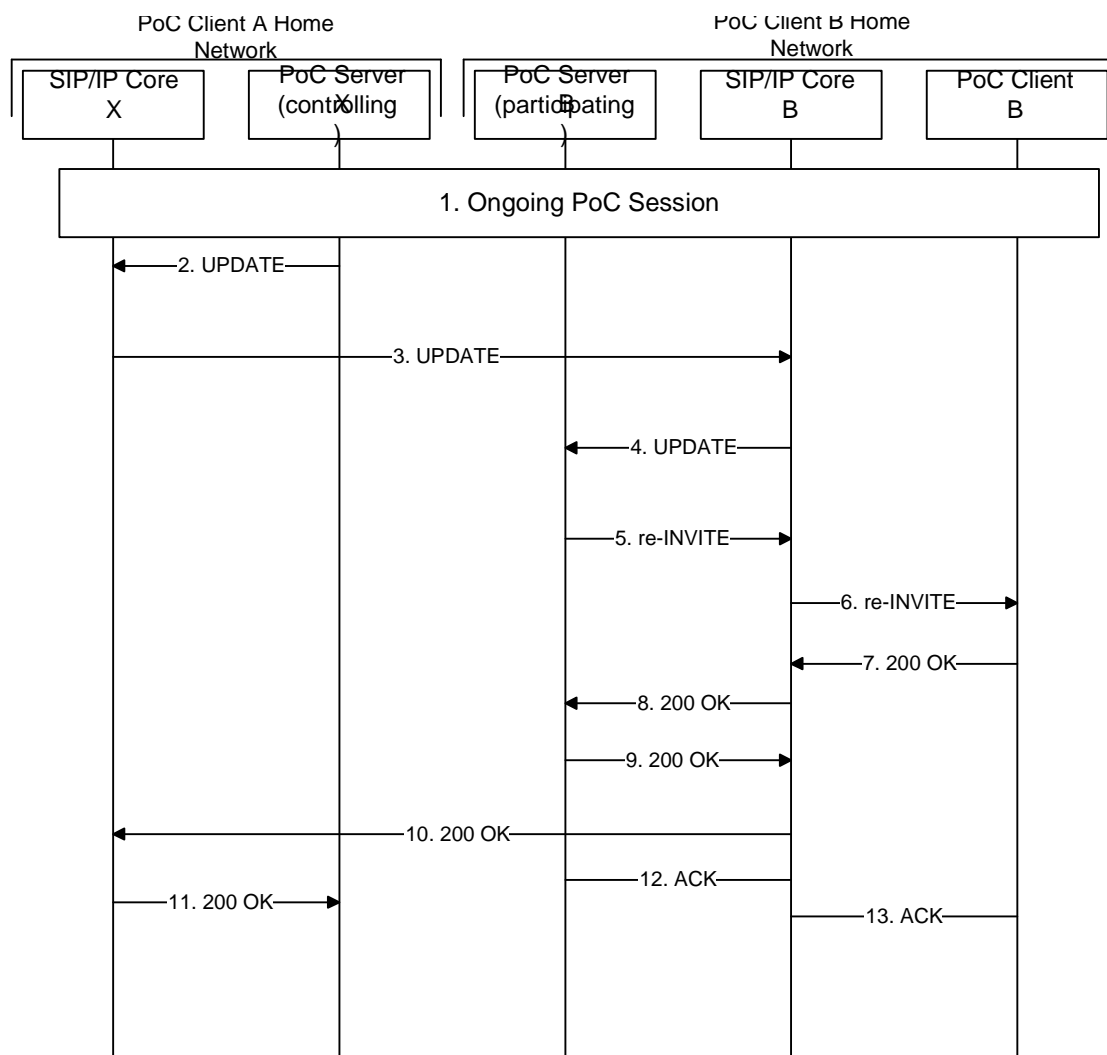 PoC Client A Home
Network
PoC Client B Home
Network
SIP/IP Core
X
PoC Server
X
(controlling
)
PoC Server
B
(participating
)
SIP/IP Core
B
PoC Client
B
1. Ongoing PoC Session
2. UPDATE
3. UPDATE
4. UPDATE
5. re-INVITE
6. re-INVITE
7. 200 OK
8. 200 OK
9. 200 OK
10. 200 OK
12. ACK
11. 200 OK
13. ACK